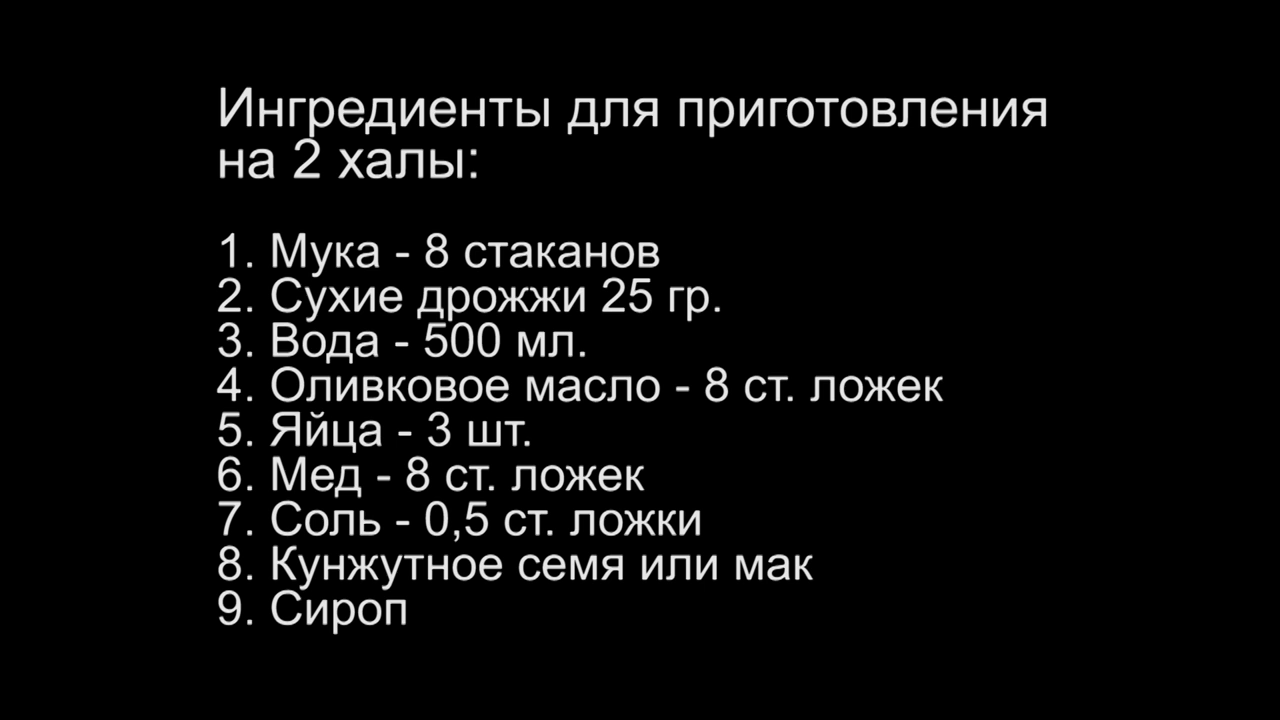 Ингредиенты для приготовления
на 2 халы:
1. Мука - 8 стаканов
2. Сухие дрожжи 25 гр.
3. Вода - 500 мл.
4. Оливковое масло - 8 ст. ложек
5. Яйца - 3 шт.
6. Мед - 8 ст. ложек
7. Соль - 0,5 ст. ложки
8. Кунжутное семя или мак
9. Сироп